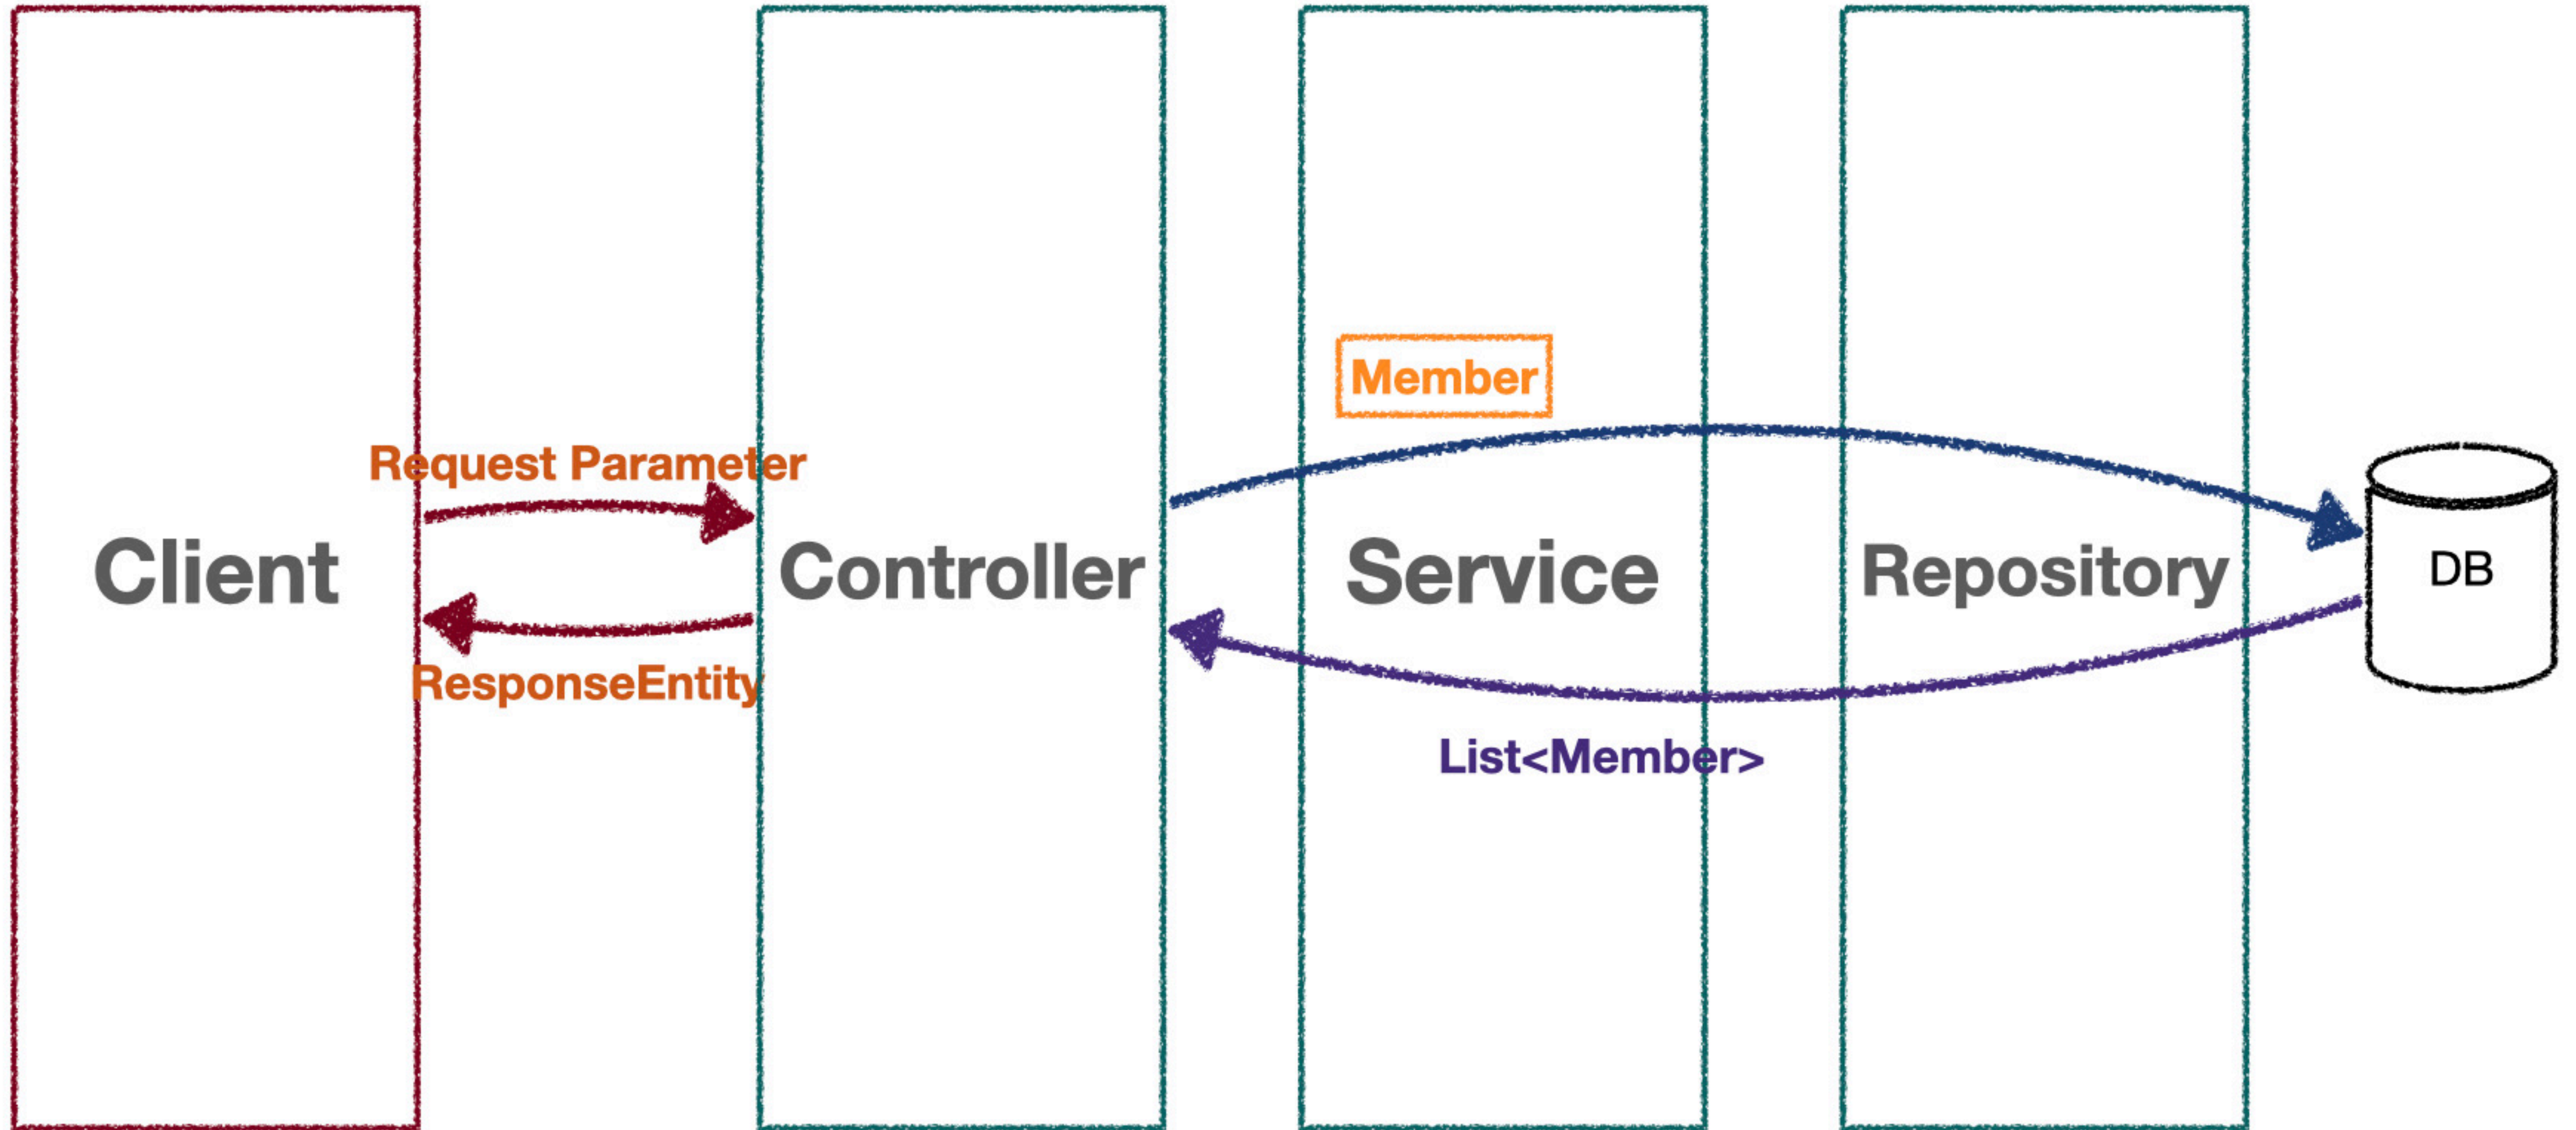 Member
Request Parameter
Client
Controller
Service
Repository
DB
ResponseEntity
List<Member>